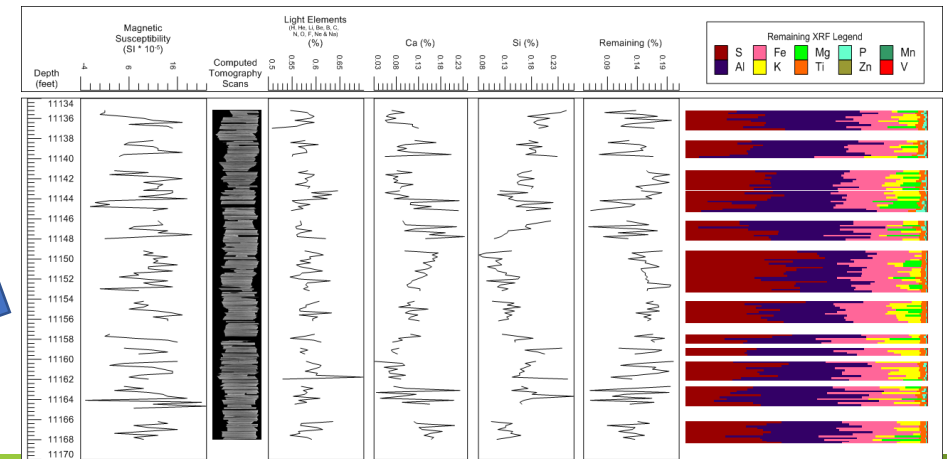 Depth
(feet)
Magnetic
Susceptibility
(SI * 10-5)
4
6
16
Computed
Tomography
Scans
Light Elements
(H, He, Li, Be, B, C,
N, O, F, Ne & Na)
(%)
0.5
0.55
0.6
0.65
Ca (%)
0.03
0.08
0.13
0.18
0.23
Si (%)
0.08
0.13
0.18
0.23
Remaining (%)
0.09
0.14
0.19
Remaining XRF Legend
S Fe Mg P Mn
Al K Ti Zn V
11134
11136
11138
11140
11142
11144
11146
11148
11150
11152
11154
11156
11158
11160
11162
11164
11166
11168
11170